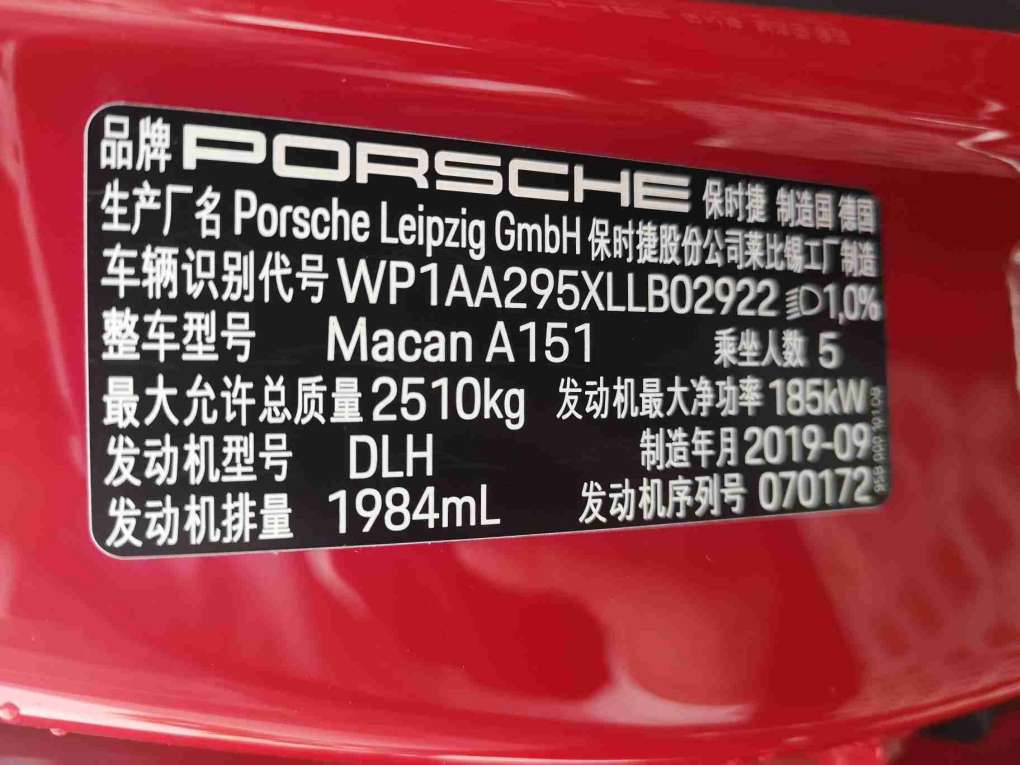 品牌 PORSCHE 保时捷 制造国 德国
生产厂名 Porsche Leipzig GmbH 保时捷股份公司莱比锡工厂制造
车辆识别代号 WP1AA295XLLB02922 1,0%
整车型号 Macan A151 乘坐人数 5
最大允许总质量 2510kg 发动机最大净功率 185kW
发动机型号 DLH 制造年月 2019-09
发动机排量 1984mL 发动机序列号 070172